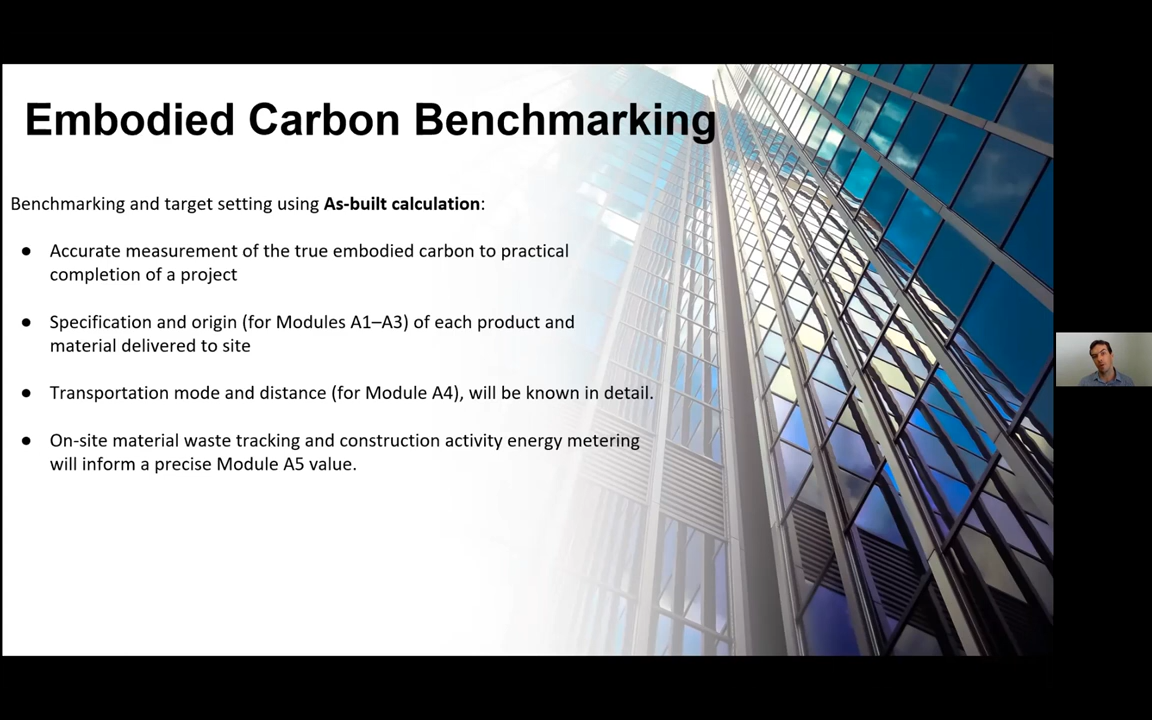 Embodied Carbon Benchmarking
Benchmarking and target setting using As-built calculation:
● Accurate measurement of the true embodied carbon to practical
completion of a project
● Specification and origin (for Modules A1–A3) of each product and
material delivered to site
● Transportation mode and distance (for Module A4), will be known in detail.
● On-site material waste tracking and construction activity energy metering
will inform a precise Module A5 value.